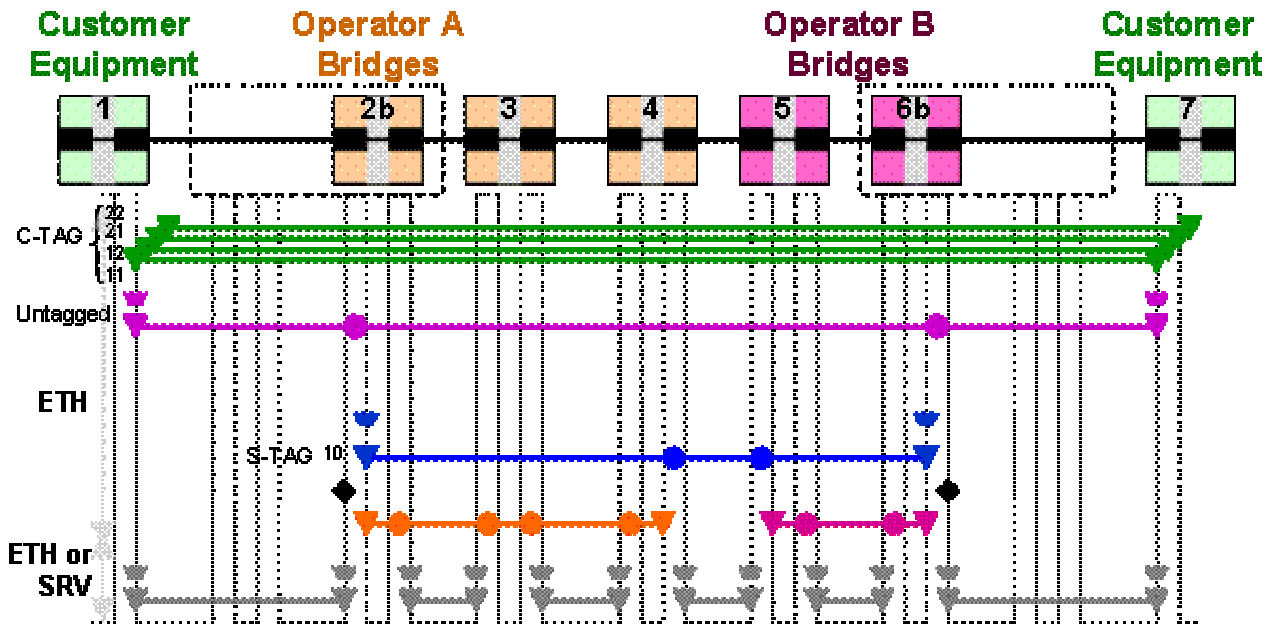 Customer Equipment
Operator A Bridges
Operator B Bridges
Customer Equipment
1
2b
3
4
5
6b
7
22
21
C-TAG
12
11
Untagged
ETH
S-TAG 10
ETH or
SRV